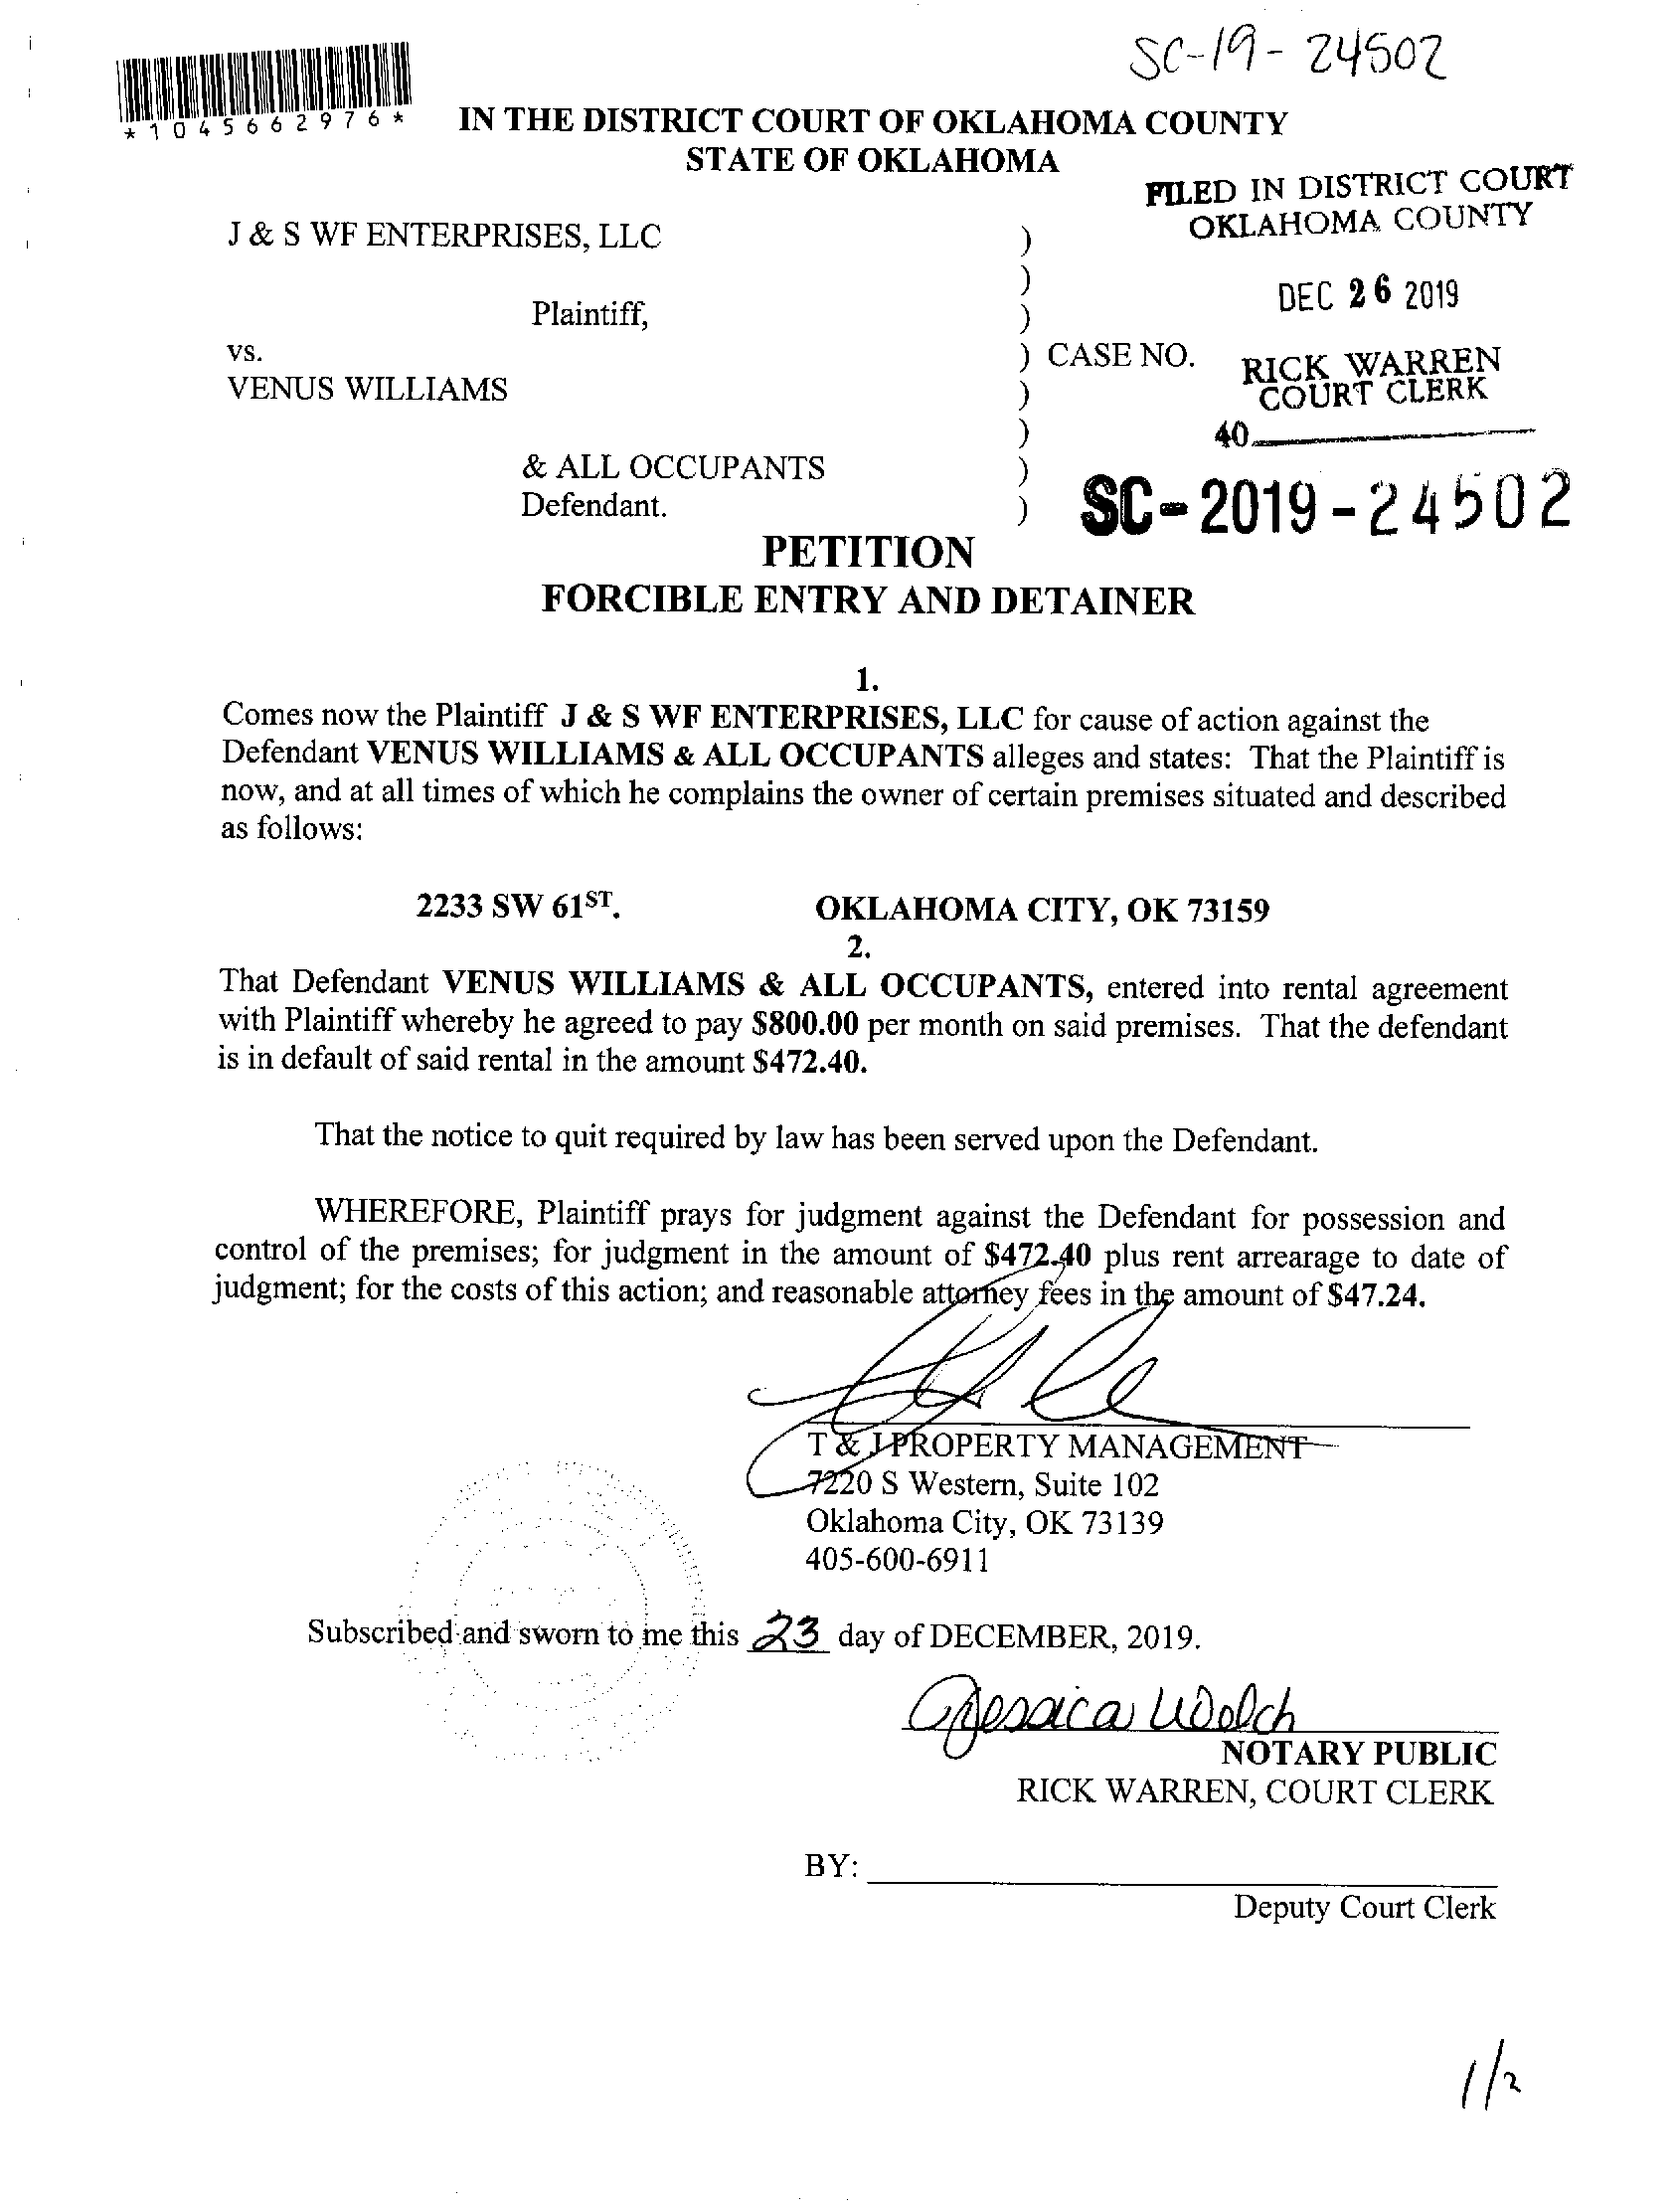 SC-19-24502
*1045662976*
IN THE DISTRICT COURT OF OKLAHOMA COUNTY
STATE OF OKLAHOMA
FILED IN DISTRICT COURT
OKLAHOMA COUNTY
J & S WF ENTERPRISES, LLC )
)
DEC 26 2019
Plaintiff, )
vs. ) CASE NO.
RICK WARREN
VENUS WILLIAMS )
COURT CLERK
)
40
& ALL OCCUPANTS )
Defendant. )
SC-2019-24502
PETITION
FORCIBLE ENTRY AND DETAINER
1.
Comes now the Plaintiff J & S WF ENTERPRISES, LLC for cause of action against the
Defendant VENUS WILLIAMS & ALL OCCUPANTS alleges and states: That the Plaintiff is
now, and at all times of which he complains the owner of certain premises situated and described
as follows:
2233 SW 61ST. OKLAHOMA CITY, OK 73159
2.
That Defendant VENUS WILLIAMS & ALL OCCUPANTS, entered into rental agreement
with Plaintiff whereby he agreed to pay $800.00 per month on said premises. That the defendant
is in default of said rental in the amount $472.40.
That the notice to quit required by law has been served upon the Defendant.
WHEREFORE, Plaintiff prays for judgment against the Defendant for possession and
control of the premises; for judgment in the amount of $472.40 plus rent arrearage to date of
judgment; for the costs of this action; and reasonable attorney fees in the amount of $47.24.
T & J PROPERTY MANAGEMENT
7220 S Western, Suite 102
Oklahoma City, OK 73139
405-600-6911
Subscribed and sworn to me this 23 day of DECEMBER, 2019.
Jessica Welch
NOTARY PUBLIC
RICK WARREN, COURT CLERK
BY:
Deputy Court Clerk
1/2